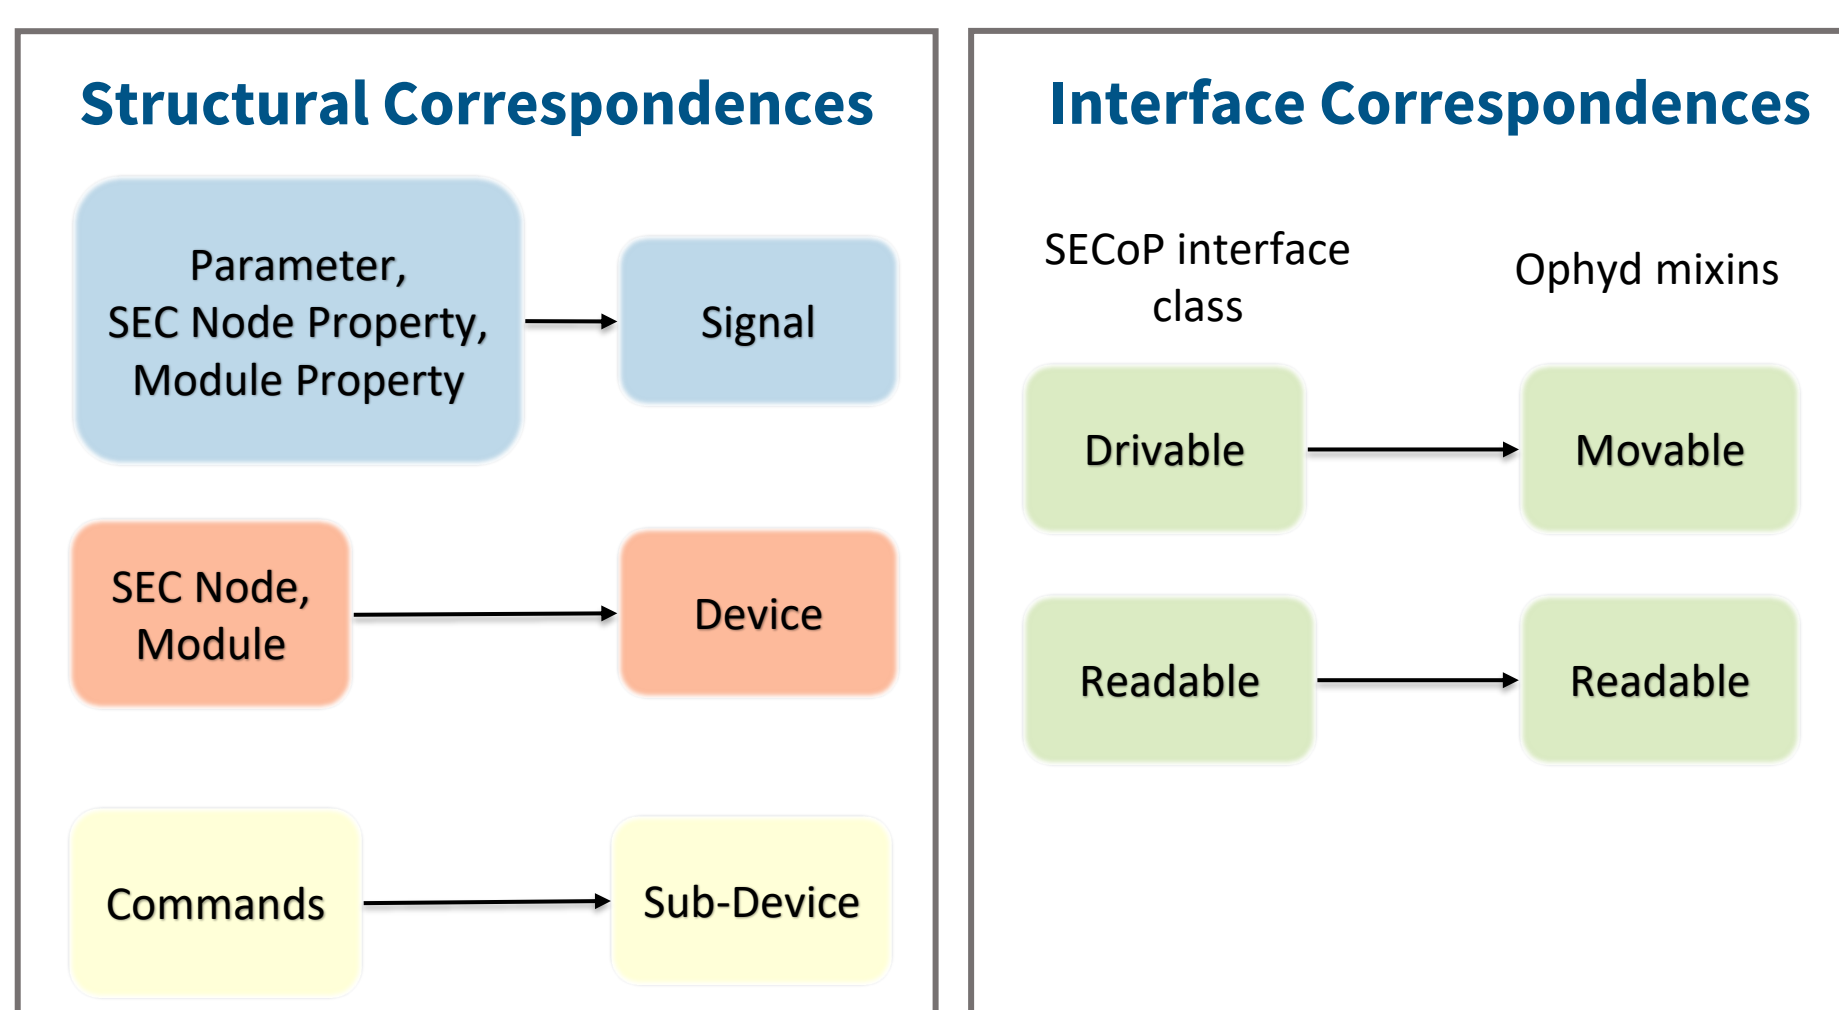 Structural Correspondences
Parameter,
SEC Node Property,
Module Property
Signal
SEC Node,
Module
Device
Commands
Sub-Device
Interface Correspondences
SECoP interface
class
Ophyd mixins
Drivable
Movable
Readable
Readable